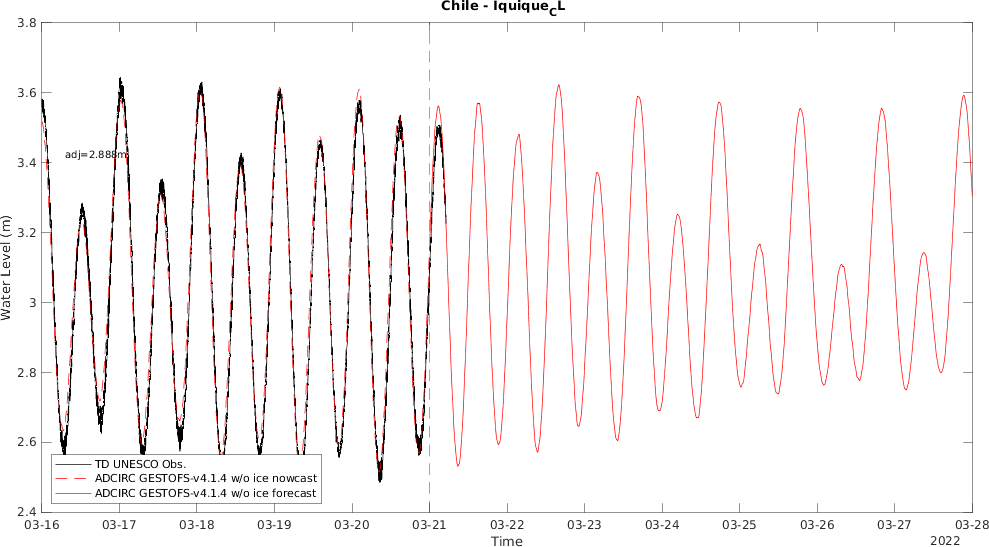 Chile - Iquique_CL
3.8
3.6
3.4
3.2
3
2.8
2.6
2.4
Water Level (m)
adj=2.888m
TD UNESCO Obs.
ADCIRC GESTOFS-v4.1.4 w/o ice nowcast
ADCIRC GESTOFS-v4.1.4 w/o ice forecast
03-16 03-17 03-18 03-19 03-20 03-21 03-22 03-23 03-24 03-25 03-26 03-27 03-28
Time
2022